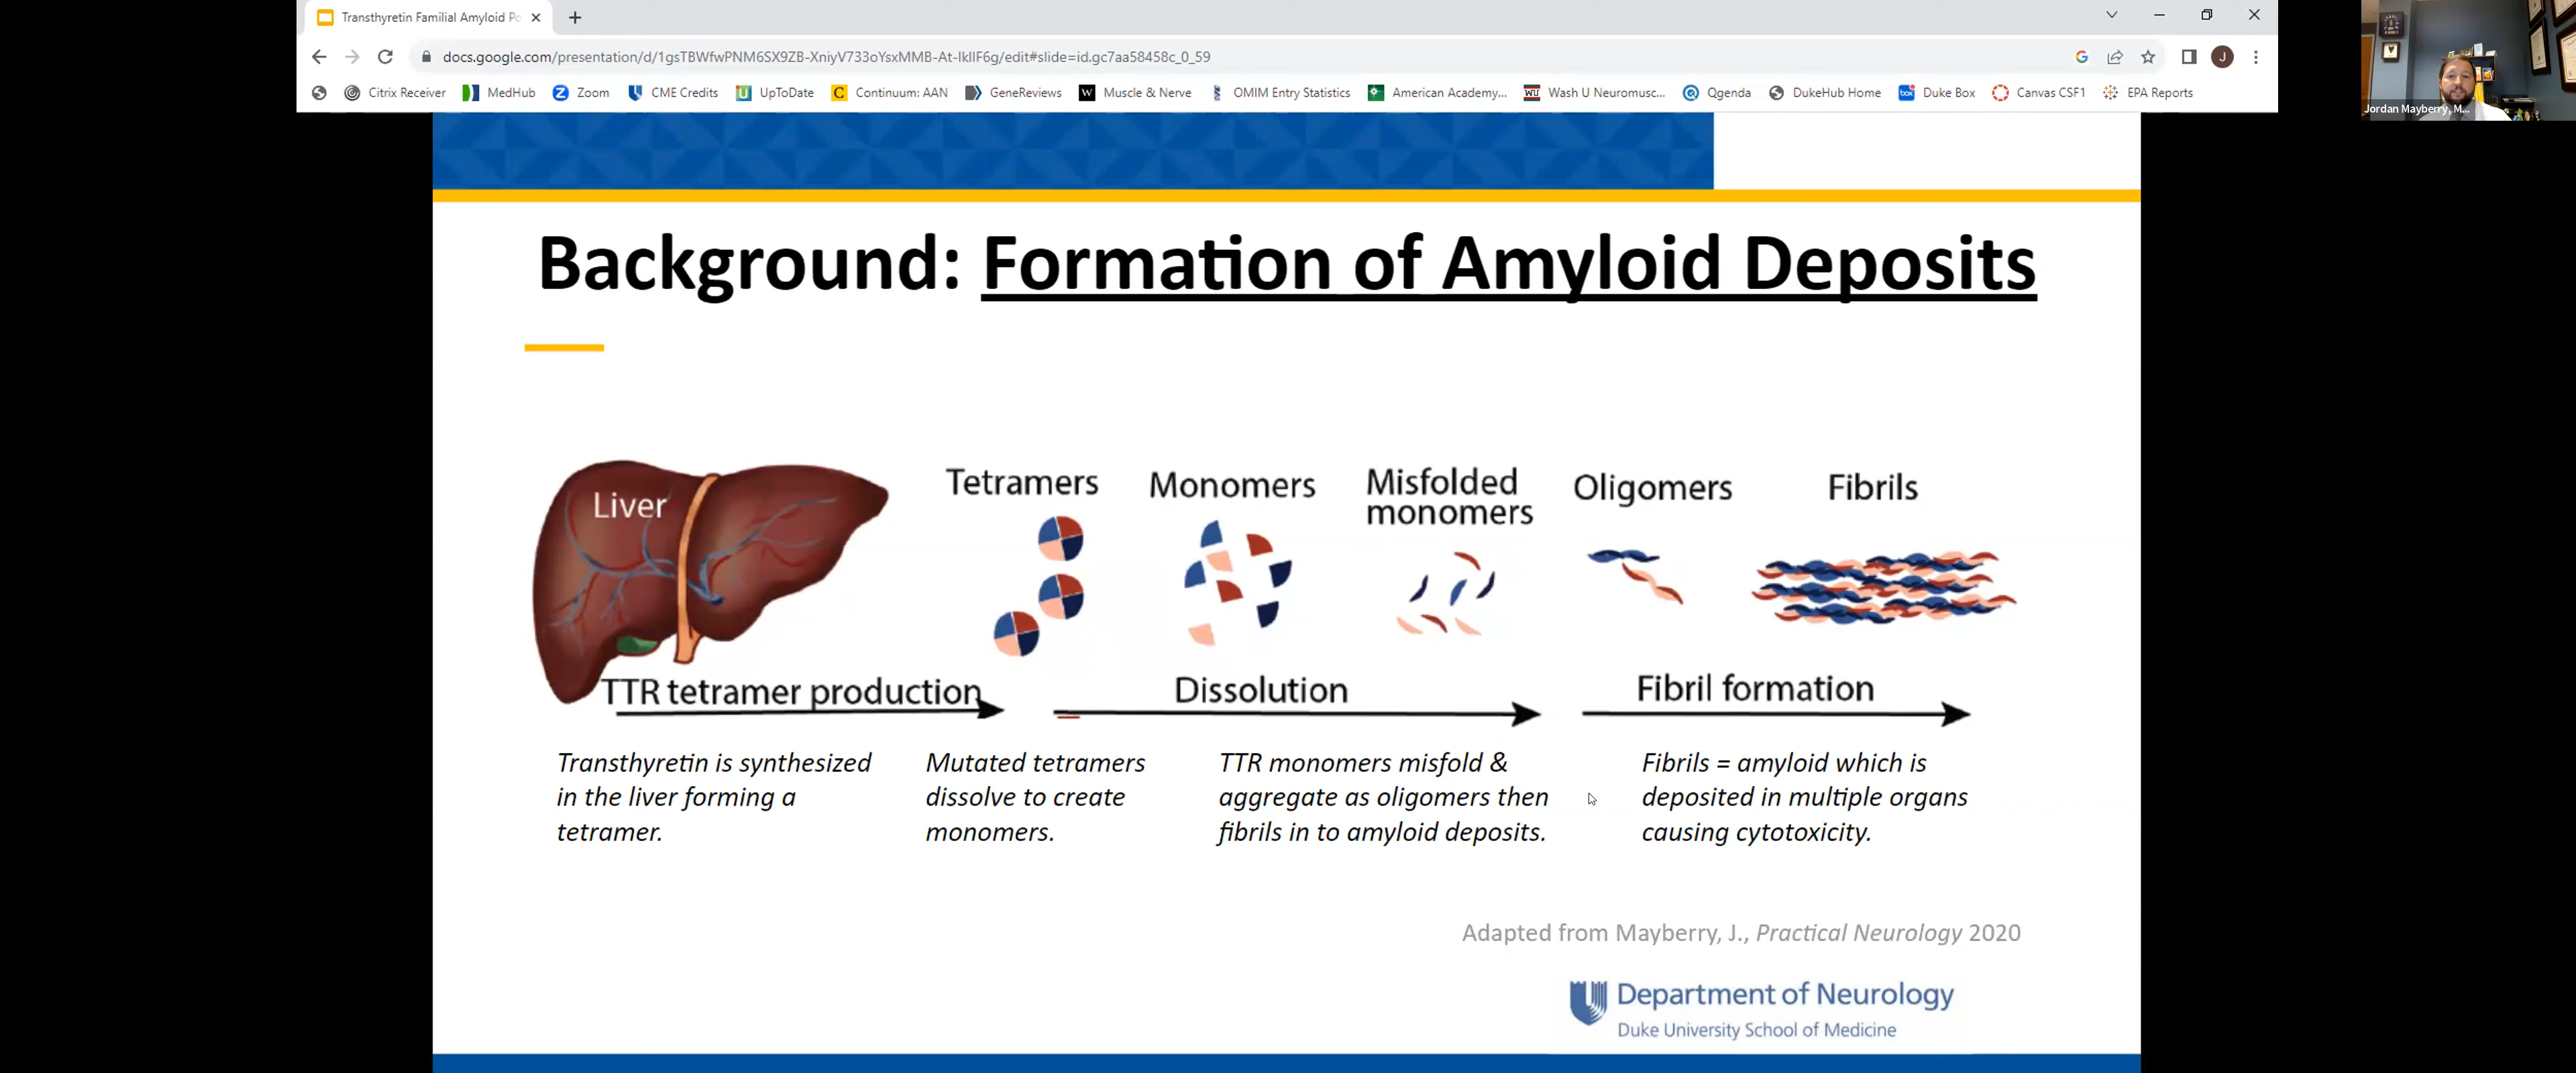 Transthyretin Familial Amyloid Po
docs.google.com/presentation/d/1gsTBWfwPNM6SX9ZB-XniyV733oYsxMMB-At-IkIIF6g/edit#slide=id.gc7aa58458c_0_59
J
Citrix Receiver MedHub Zoom CME Credits UpToDate Continuum: AAN GeneReviews Muscle & Nerve OMIM Entry Statistics American Academy... Wash U Neuromusc... Qgenda DukeHub Home Duke Box Canvas CSF1 EPA Reports
Jordan Mayberry, M...
Background: Formation of Amyloid Deposits
Liver
Tetramers
Monomers
Misfolded
monomers
Oligomers
Fibrils
TTR tetramer production
Dissolution
Fibril formation
Transthyretin is synthesized
in the liver forming a
tetramer.
Mutated tetramers
dissolve to create
monomers.
TTR monomers misfold &
aggregate as oligomers then
fibrils in to amyloid deposits.
Fibrils = amyloid which is
deposited in multiple organs
causing cytotoxicity.
Adapted from Mayberry, J., Practical Neurology 2020
Department of Neurology
Duke University School of Medicine